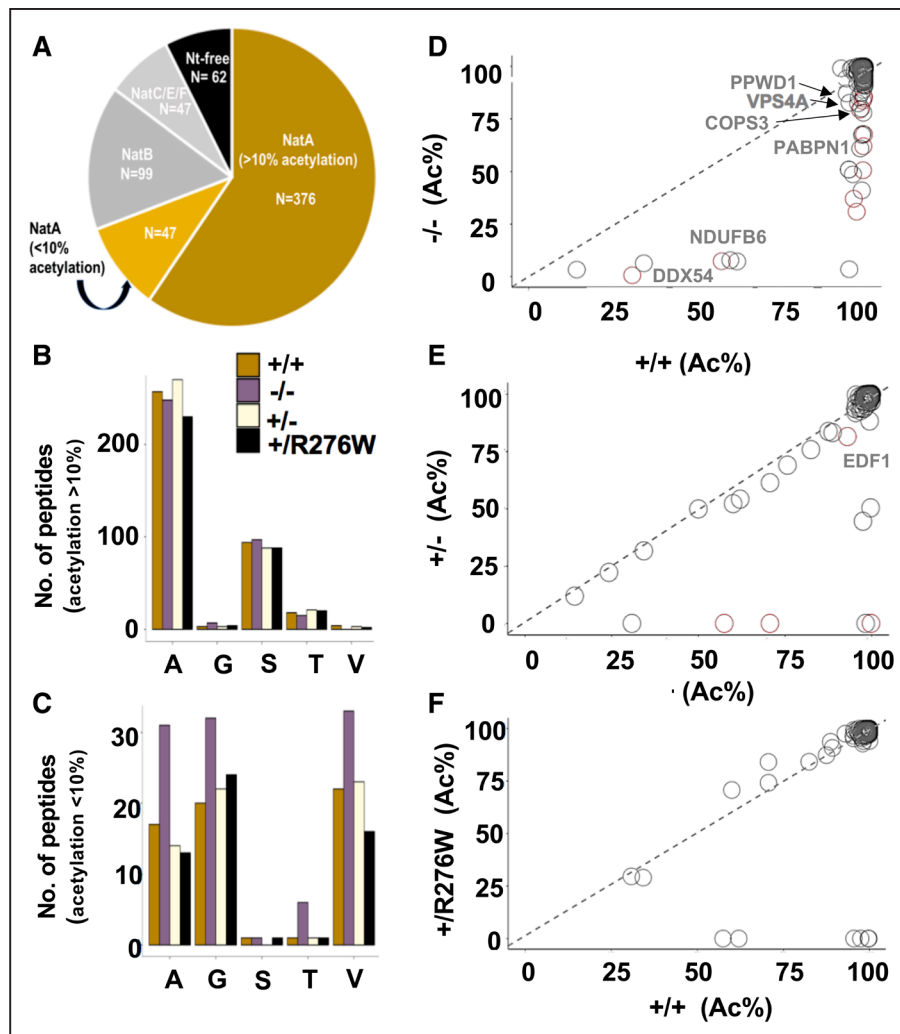 A
Nt-free
N= 62
NatC/E/F
N=47
NatA
(>10% acetylation)
N=376
NatB
N=99
NatA
(<10%
acetylation)
N=47
B
+/+
-/-
+/-
+/R276W
No. of peptides
(acetylation >10%)
200
100
0
A G S T V
C
No. of peptides
(acetylation <10%)
30
20
10
0
A G S T V
D
-/- (Ac%)
100
75
50
25
0
PPWD1
VPS4A
COPS3
PABPN1
NDUFB6
DDX54
0 25 50 75 100
+/+ (Ac%)
E
+/- (Ac%)
100
75
50
25
0
EDF1
0 25 50 75 100
(Ac%)
F
+/R276W (Ac%)
100
75
50
25
0
0 25 50 75 100
+/+ (Ac%)